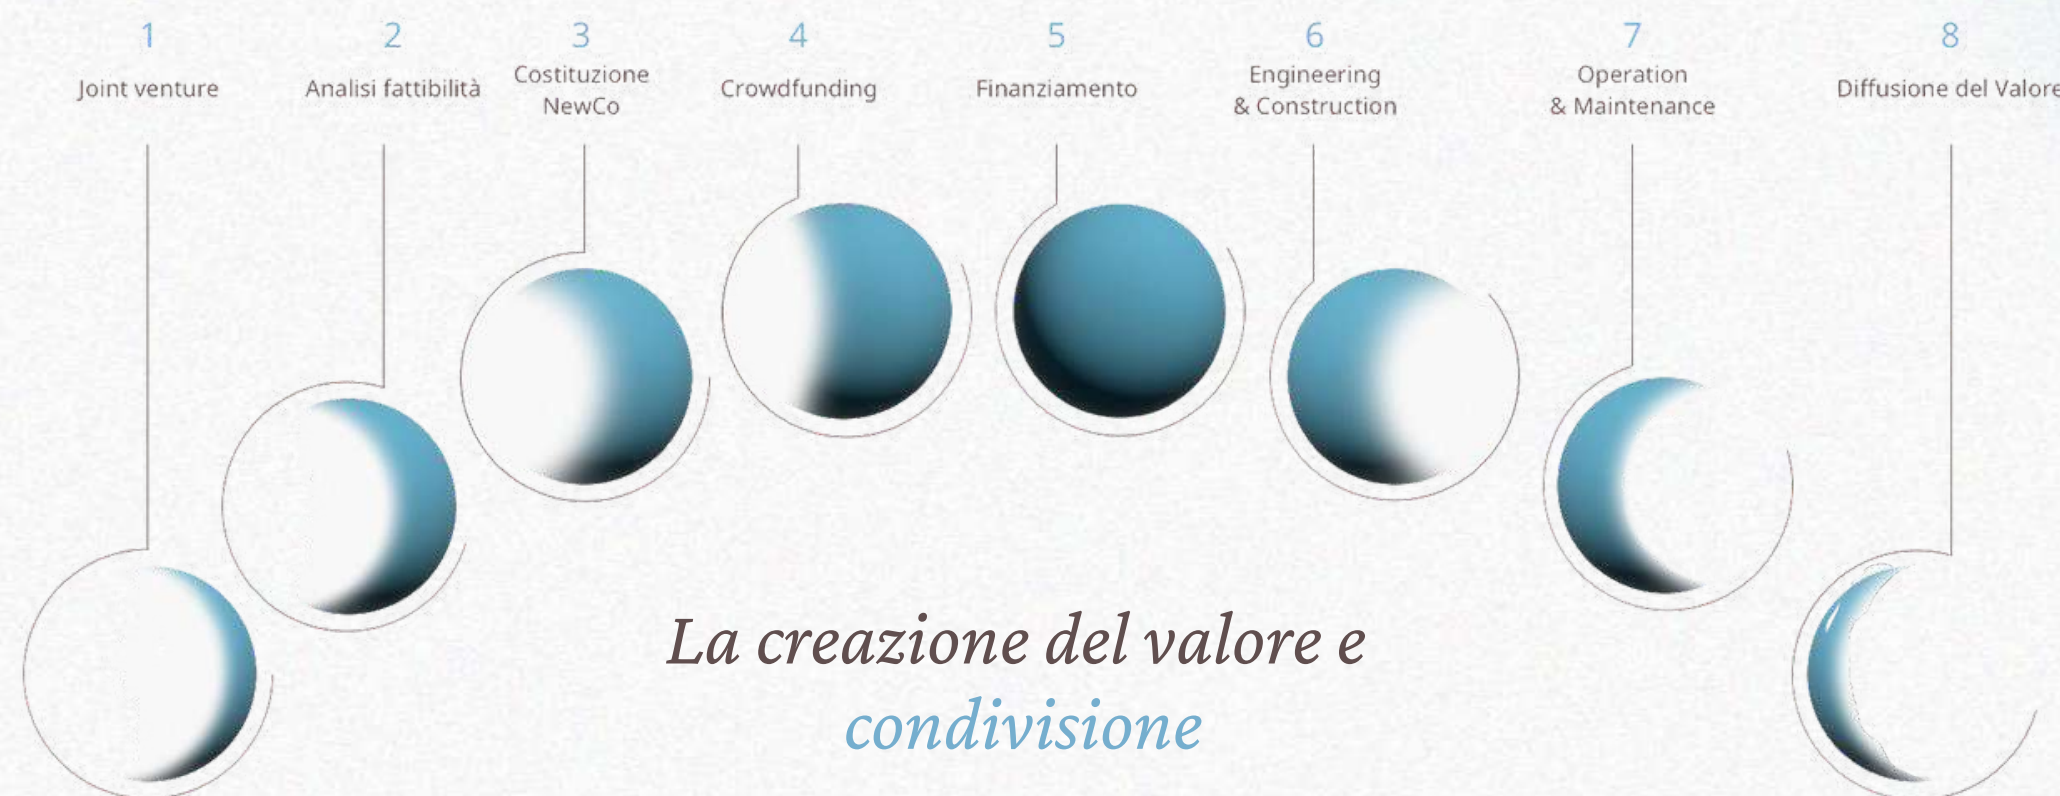 1
Joint venture
2
Analisi fattibilità
3
Costituzione
NewCo
4
Crowdfunding
5
Finanziamento
6
Engineering
& Construction
7
Operation
& Maintenance
8
Diffusione del Valore
La creazione del valore e
condivisione